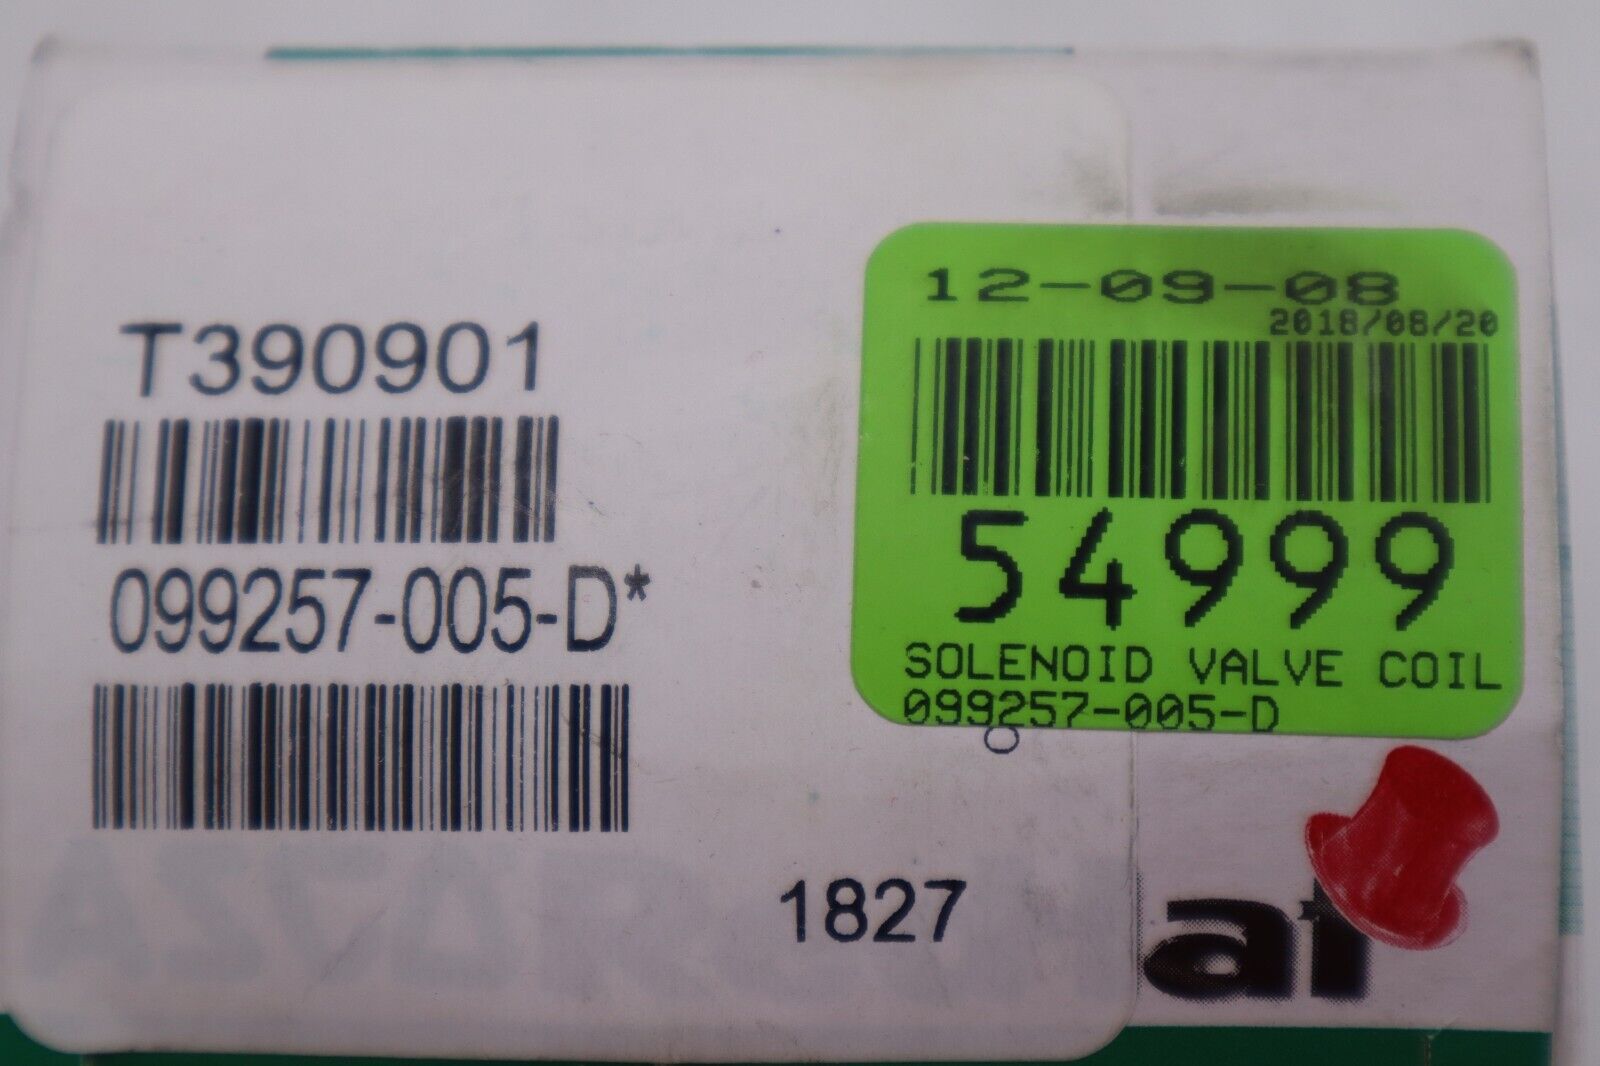 T390901
099257-005-D*
1827
12-09-08
2018/08/20
54999
SOLENOID VALVE COIL
099257-005-D